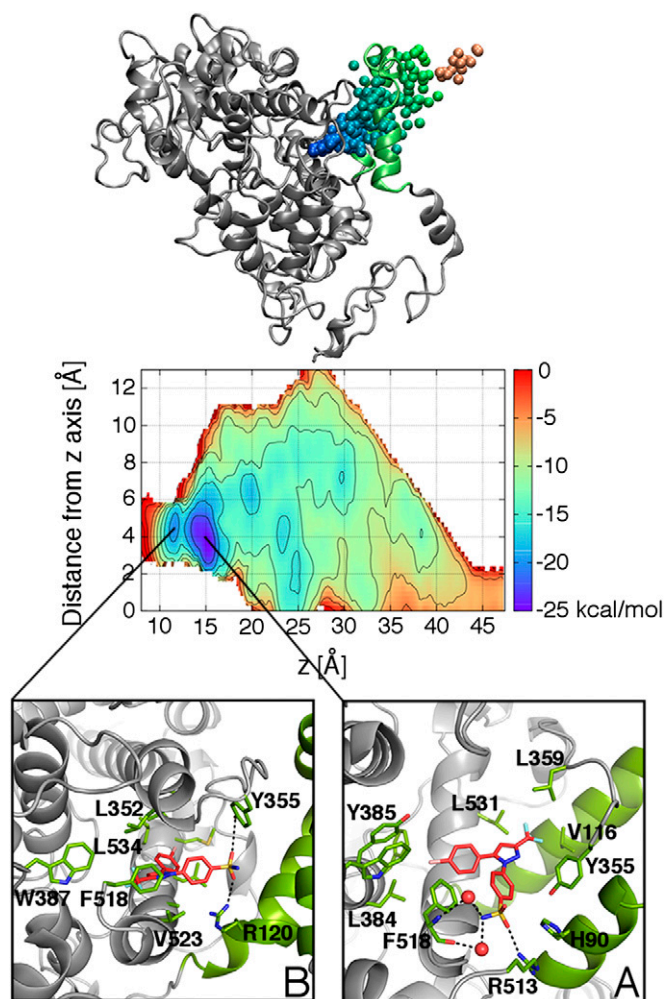 Distance from z axis [Å]
12
10
8
6
4
2
0
10 15 20 25 30 35 40 45
z [Å]
0
-5
-10
-15
-20
-25 kcal/mol
L352
L534
W387
F518
V523
Y355
R120
B
L359
L531
Y385
V116
Y355
L384
F518
H90
R513
A